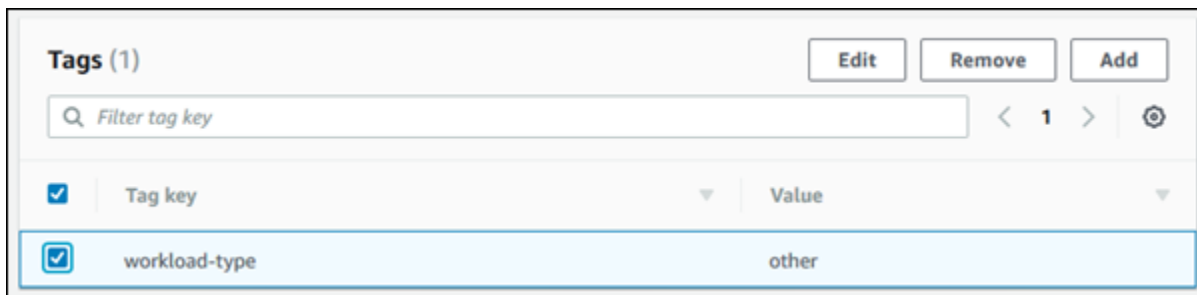 Tags (1) Edit Remove Add
Filter tag key 1
Tag key Value
workload-type other